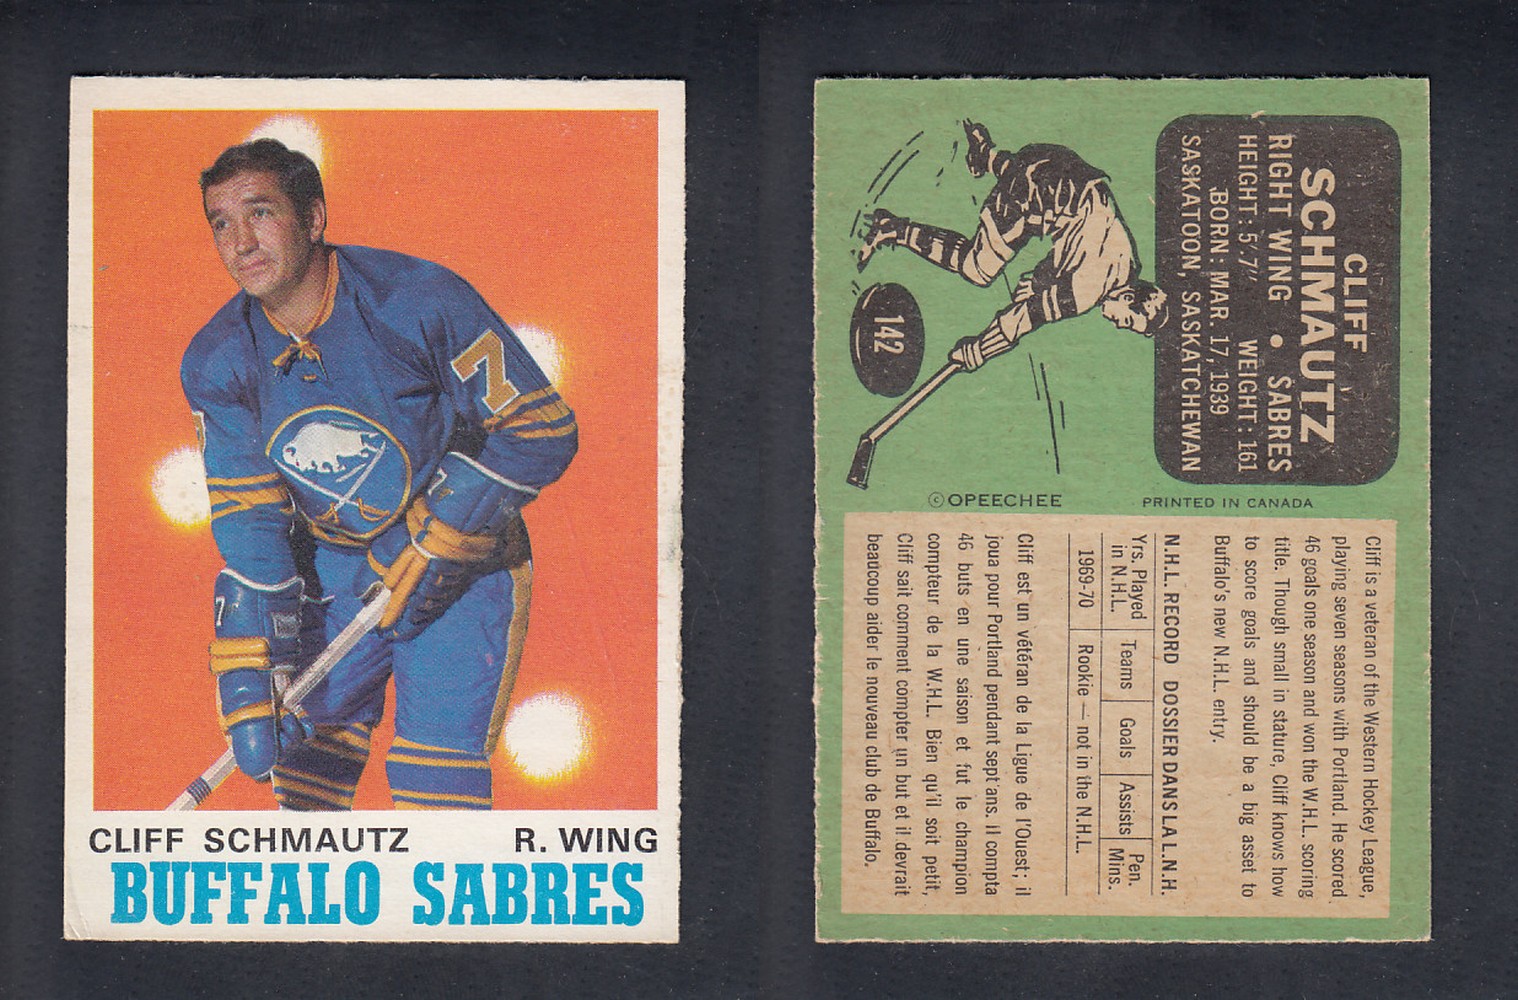 7
7
7
CLIFF SCHMAUTZ R. WING
BUFFALO SABRES
CLIFF
SCHMAUTZ
RIGHT WING • SABRES
HEIGHT: 5'7" WEIGHT: 161
BORN: MAR. 17, 1939
SASKATOON, SASKATCHEWAN
142
© OPEECHEE PRINTED IN CANADA
Cliff is a veteran of the Western Hockey League,
playing seven seasons with Portland. He scored
46 goals one season and won the W.H.L. scoring
title. Though small in stature, Cliff knows how
to score goals and should be a big asset to
Buffalo's new N.H.L. entry.
N.H.L. RECORD DOSSIER DANS LA L.N.H.
Yrs. Played
in N.H.L. Teams Goals Assists Pen.
Mins.
1969-70 Rookie — not in the N.H.L.
Cliff est un vétéran de la Ligue de l'Ouest; il
joua pour Portland pendant sept ans. Il compta
46 buts en une saison et fut le champion
compteur de la W.H.L. Bien qu'il soit petit,
Cliff sait comment compter un but et il devrait
beaucoup aider le nouveau club de Buffalo.